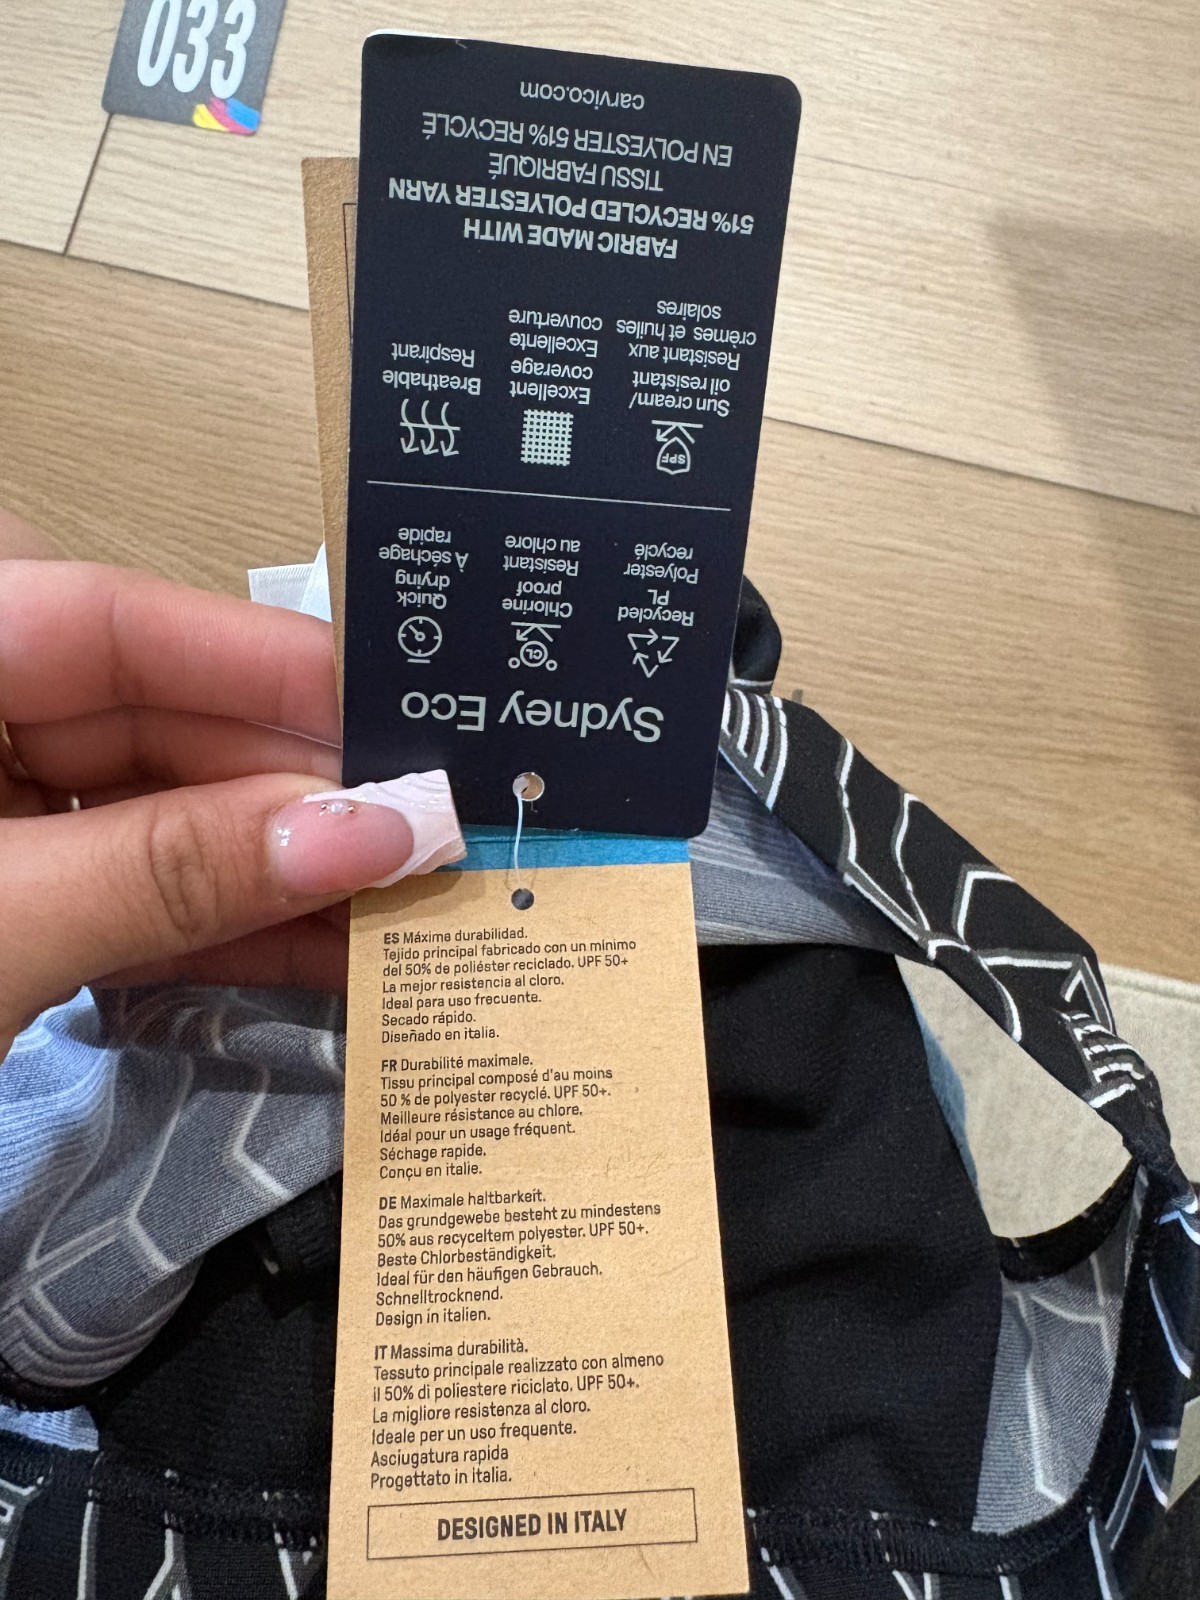 033
Sydney Eco
Recycled
PL
Polyester
recyclé
CL
Chlorine
proof
Resistant
au chlore
Quick
drying
À séchage
rapide
SPF
Sun cream/
oil resistant
Resistant aux
crèmes et huiles
solaires
Excellent
coverage
Excellente
couverture
Breathable
Respirant
FABRIC MADE WITH
51% RECYCLED POLYESTER YARN
TISSU FABRIQUÉ
EN POLYESTER 51% RECYCLÉ
carvico.com
ES Máxima durabilidad.
Tejido principal fabricado con un mínimo
del 50% de poliéster reciclado. UPF 50+
La mejor resistencia al cloro.
Ideal para uso frecuente.
Secado rápido.
Diseñado en italia.
FR Durabilité maximale.
Tissu principal composé d'au moins
50 % de polyester recyclé. UPF 50+.
Meilleure résistance au chlore.
Idéal pour un usage fréquent.
Séchage rapide.
Conçu en italie.
DE Maximale haltbarkeit.
Das grundgewebe besteht zu mindestens
50% aus recyceltem polyester. UPF 50+.
Beste Chlorbeständigkeit.
Ideal für den häufigen Gebrauch.
Schnelltrocknend.
Design in italien.
IT Massima durabilità.
Tessuto principale realizzato con almeno
il 50% di poliestere riciclato. UPF 50+.
La migliore resistenza al cloro.
Ideale per un uso frequente.
Asciugatura rapida
Progettato in italia.
DESIGNED IN ITALY